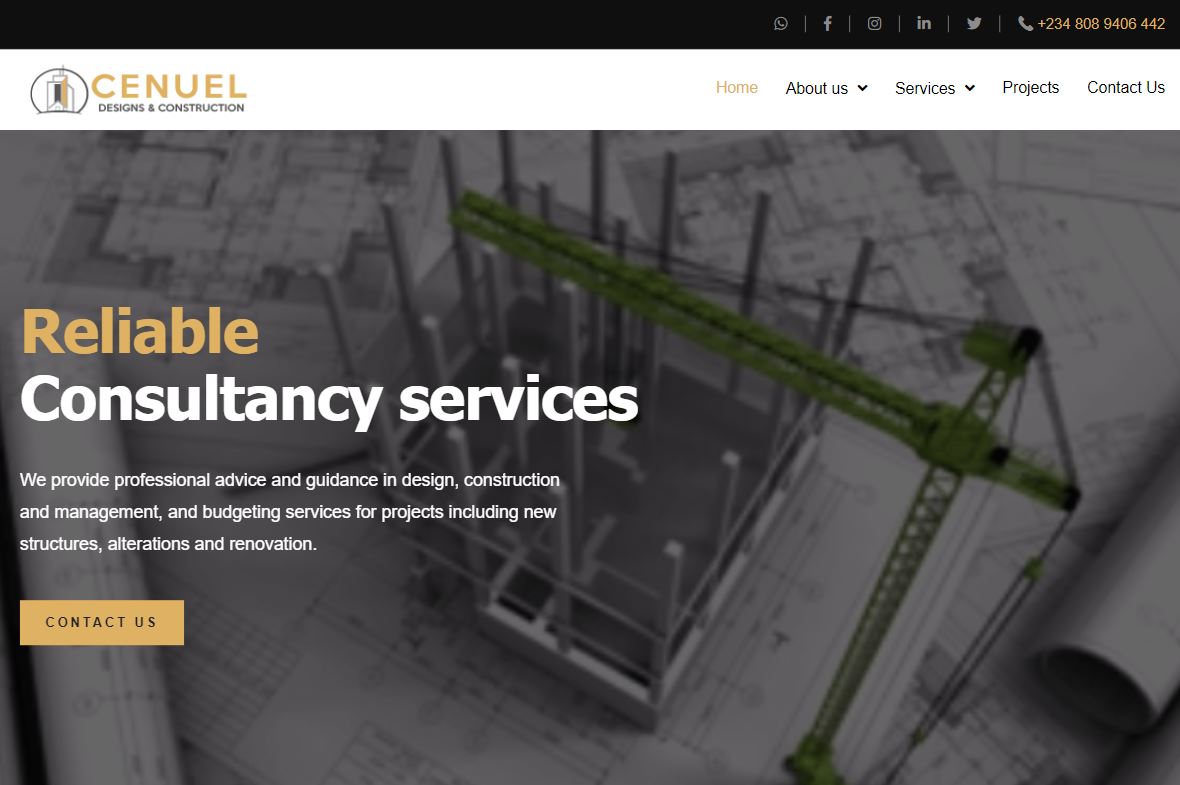 +234 808 9406 442
CENUEL
DESIGNS & CONSTRUCTION
Home About us Services Projects Contact Us
Reliable
Consultancy services
We provide professional advice and guidance in design, construction
and management, and budgeting services for projects including new
structures, alterations and renovation.
CONTACT US